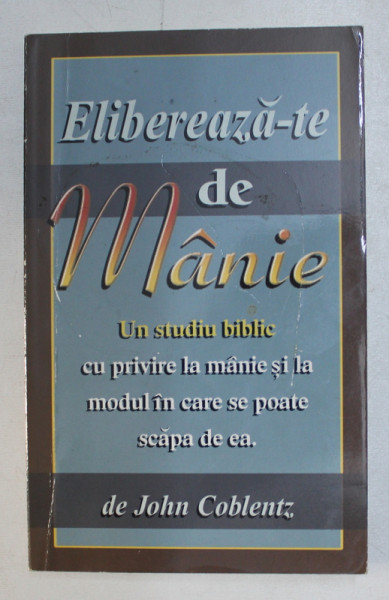 Eliberează-te
de
Mânie
Un studiu biblic
cu privire la mânie și la
modul în care se poate
scăpa de ea.
de John Coblentz